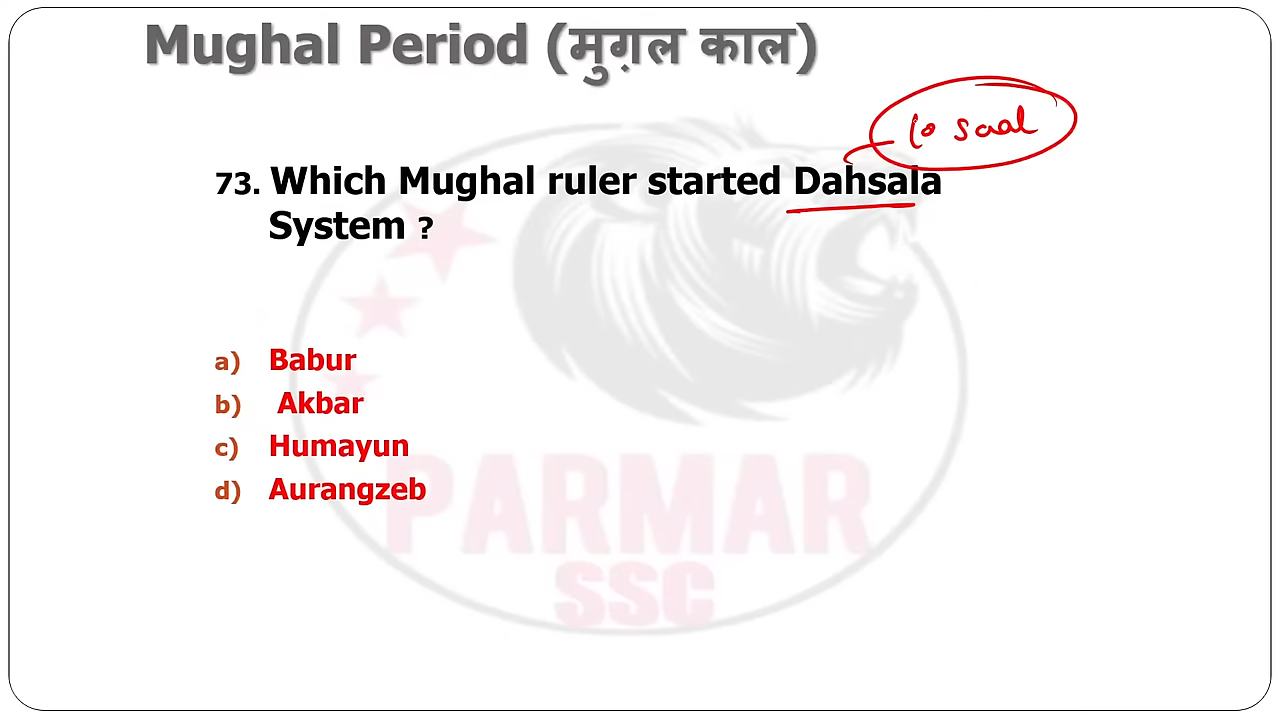 Mughal Period (मुग़ल काल)
10 saal
73. Which Mughal ruler started Dahsala
System ?
a) Babur
b) Akbar
c) Humayun
d) Aurangzeb
PARMAR
SSC